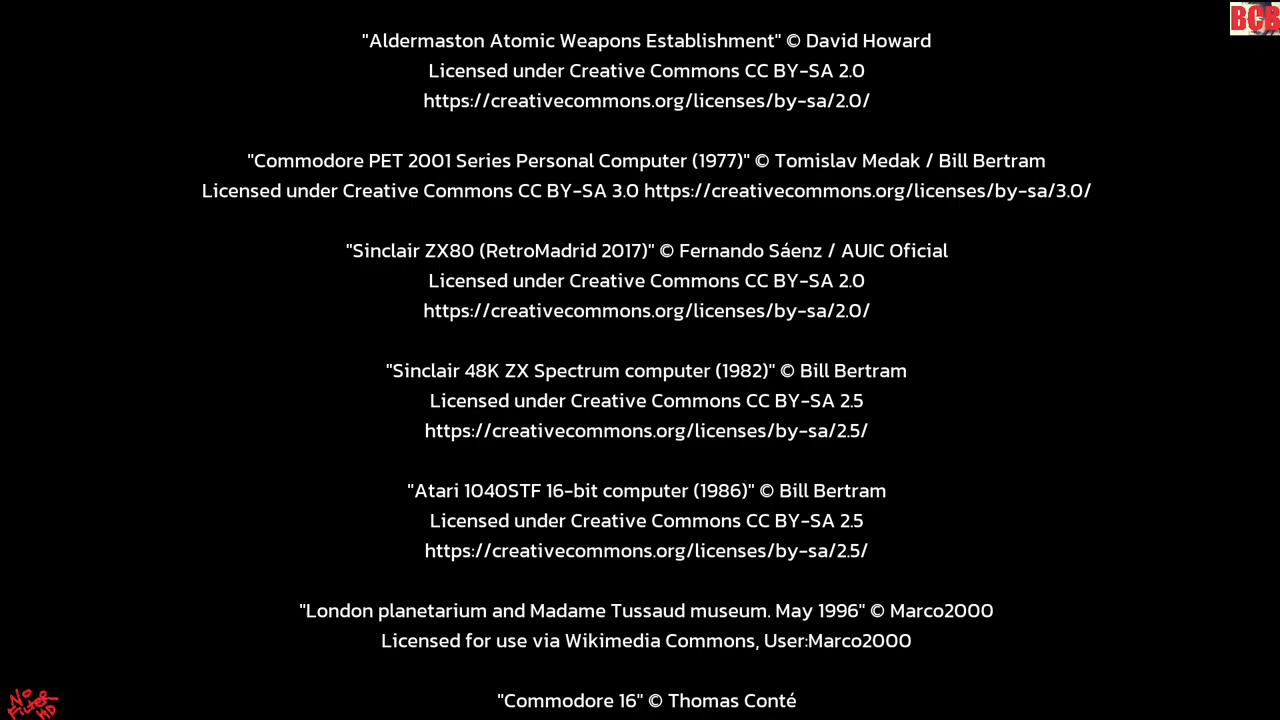 BCB
"Aldermaston Atomic Weapons Establishment" © David Howard
Licensed under Creative Commons CC BY-SA 2.0
https://creativecommons.org/licenses/by-sa/2.0/
"Commodore PET 2001 Series Personal Computer (1977)" © Tomislav Medak / Bill Bertram
Licensed under Creative Commons CC BY-SA 3.0 https://creativecommons.org/licenses/by-sa/3.0/
"Sinclair ZX80 (RetroMadrid 2017)" © Fernando Sáenz / AUIC Oficial
Licensed under Creative Commons CC BY-SA 2.0
https://creativecommons.org/licenses/by-sa/2.0/
"Sinclair 48K ZX Spectrum computer (1982)" © Bill Bertram
Licensed under Creative Commons CC BY-SA 2.5
https://creativecommons.org/licenses/by-sa/2.5/
"Atari 1040STF 16-bit computer (1986)" © Bill Bertram
Licensed under Creative Commons CC BY-SA 2.5
https://creativecommons.org/licenses/by-sa/2.5/
"London planetarium and Madame Tussaud museum. May 1996" © Marco2000
Licensed for use via Wikimedia Commons, User:Marco2000
"Commodore 16" © Thomas Conté
No
Filter
HD